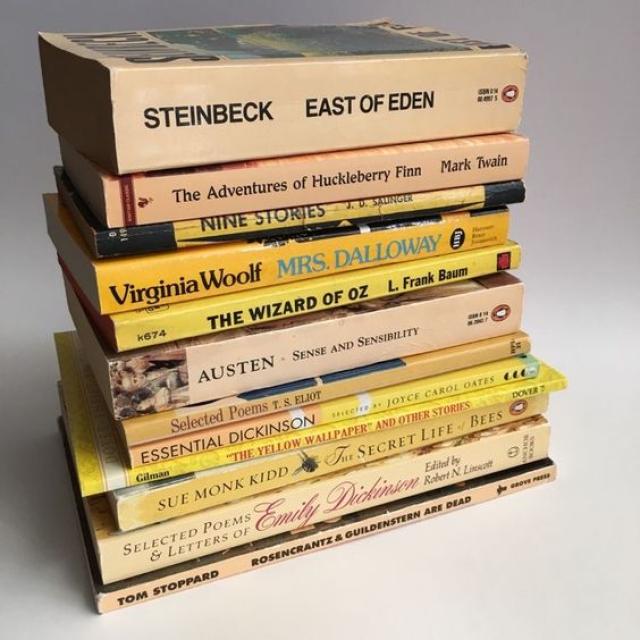 STEINBECK EAST OF EDEN
The Adventures of Huckleberry Finn Mark Twain
NINE STORIES J. D. SALINGER
Virginia Woolf MRS. DALLOWAY
THE WIZARD OF OZ L. Frank Baum
k674
AUSTEN · SENSE AND SENSIBILITY
Selected Poems T. S. ELIOT
ESSENTIAL DICKINSON SELECTED BY JOYCE CAROL OATES
Gilman "THE YELLOW WALLPAPER" AND OTHER STORIES DOVER
SUE MONK KIDD The SECRET LIFE of BEES
SELECTED POEMS & LETTERS OF Emily Dickinson Edited by Robert N. Linscott ANCHOR BOOKS
TOM STOPPARD ROSENCRANTZ & GUILDENSTERN ARE DEAD GROVE PRESS